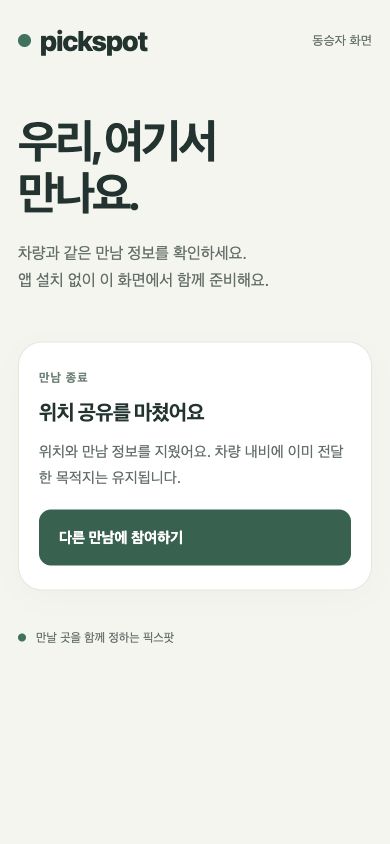 pickspot
동승자 화면
우리, 여기서
만나요.
차량과 같은 만남 정보를 확인하세요.
앱 설치 없이 이 화면에서 함께 준비해요.
만남 종료
위치 공유를 마쳤어요
위치와 만남 정보를 지웠어요. 차량 내비에 이미 전달
한 목적지는 유지됩니다.
다른 만남에 참여하기
만날 곳을 함께 정하는 픽스팟